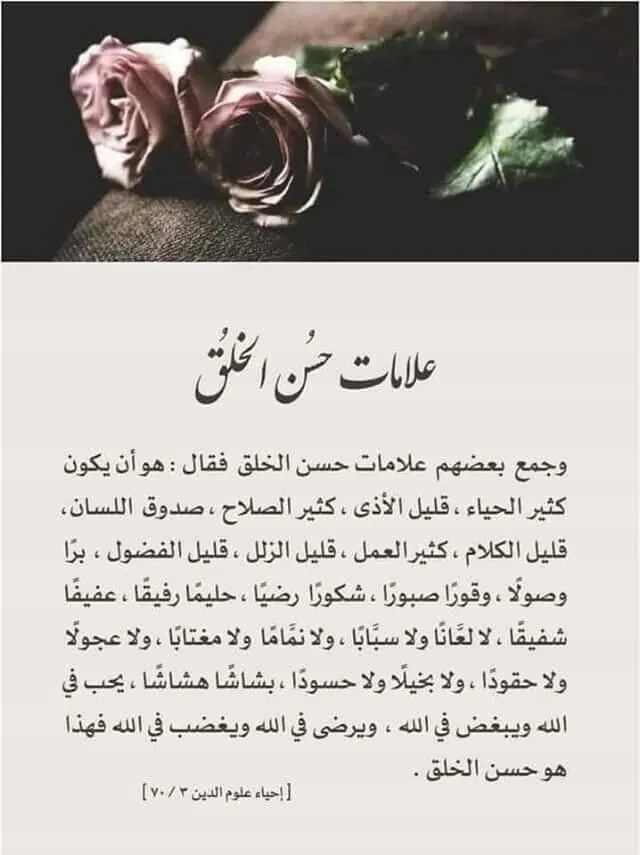 علامات حسُن الخلُق
وجمع بعضهم علامات حسن الخلق فقال : هو أن يكون
كثير الحياء ، قليل الأذى ، كثير الصلاح ، صدوق اللسان ،
قليل الكلام ، كثير العمل ، قليل الزلل ، قليل الفضول ، برًا
وصولًا ، وقورًا صبورًا ، شكورًا رضيًا ، حليمًا رفيقًا ، عفيفًا
شفيقًا ، لا لعَّانًا ولا سبَّابًا ، ولا نمَّامًا ولا مغتابًا ، ولا عجولًا
ولا حقودًا ، ولا بخيلًا ولا حسودًا ، بشاشًا هشاشًا ، يحب في
الله ويبغض في الله ، ويرضى في الله ويغضب في الله فهذا
هو حسن الخلق .
[ إحياء علوم الدين ٣ / ٧٠ ]